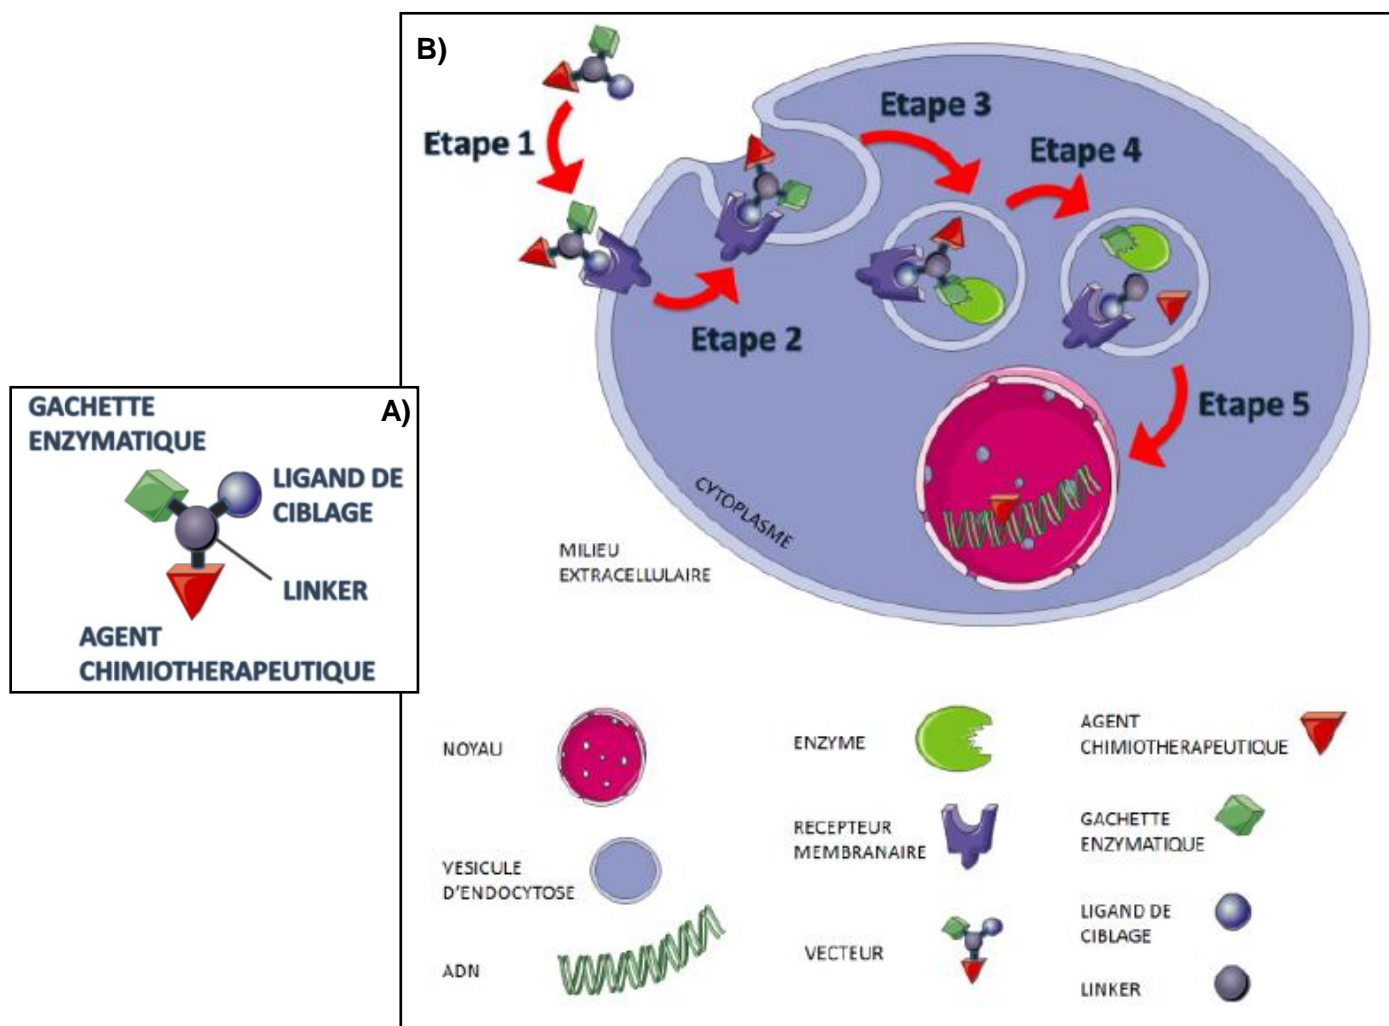 B)
Etape 1
Etape 2
Etape 3
Etape 4
Etape 5
CYTOPLASME
MILIEU
EXTRACELLULAIRE
A)
GACHETTE
ENZYMATIQUE
LIGAND DE
CIBLAGE
LINKER
AGENT
CHIMIOTHERAPEUTIQUE
NOYAU
VESICULE
D'ENDOCYTOSE
ADN
ENZYME
RECEPTEUR
MEMBRANAIRE
VECTEUR
AGENT
CHIMIOTHERAPEUTIQUE
GACHETTE
ENZYMATIQUE
LIGAND DE
CIBLAGE
LINKER